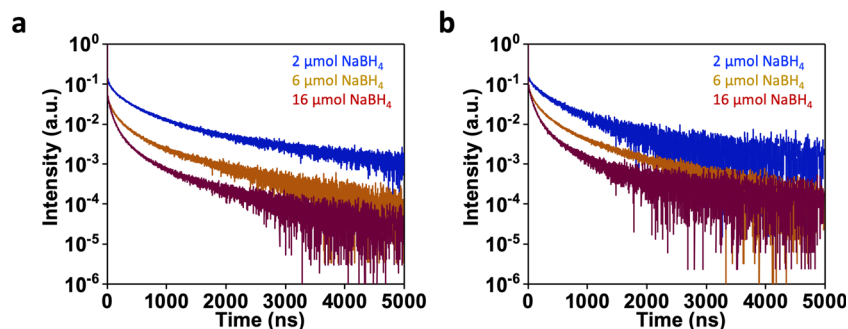 a
10⁰
10⁻¹
10⁻²
10⁻³
10⁻⁴
10⁻⁵
10⁻⁶
Intensity (a.u.)
2 µmol NaBH₄
6 µmol NaBH₄
16 µmol NaBH₄
0 1000 2000 3000 4000 5000
Time (ns)
b
10⁰
10⁻¹
10⁻²
10⁻³
10⁻⁴
10⁻⁵
10⁻⁶
Intensity (a.u.)
2 µmol NaBH₄
6 µmol NaBH₄
16 µmol NaBH₄
0 1000 2000 3000 4000 5000
Time (ns)